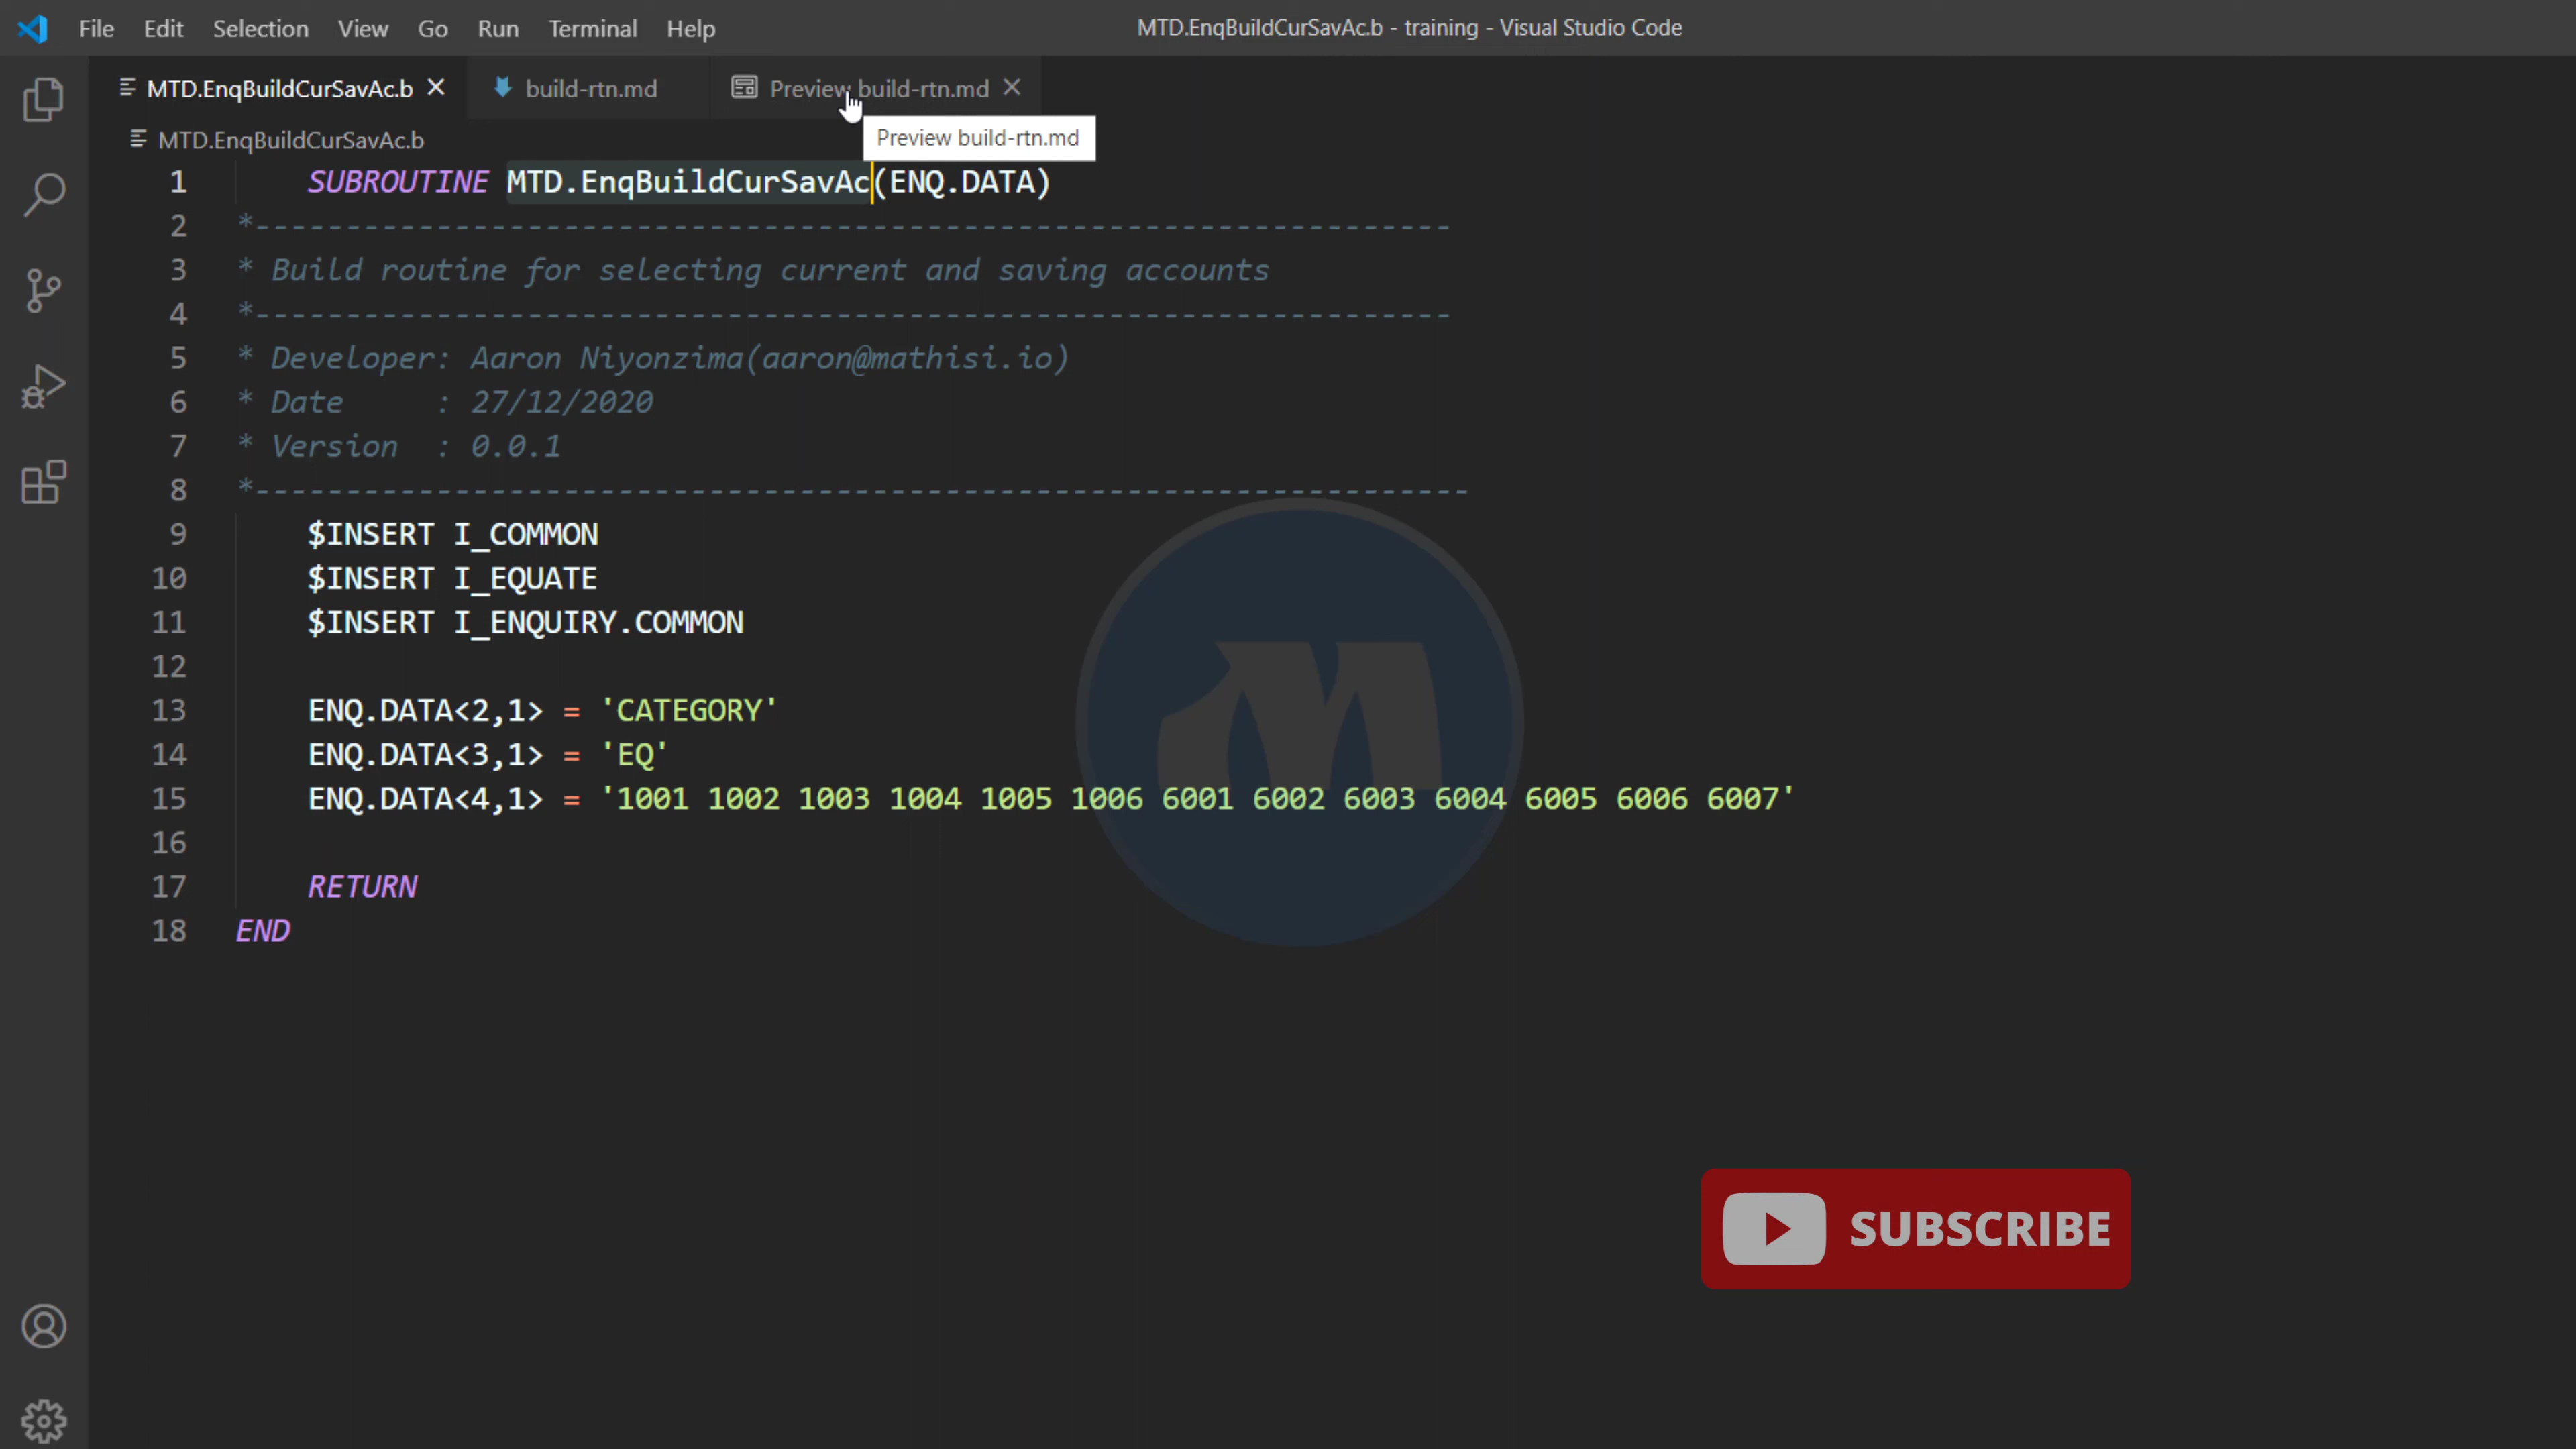 File Edit Selection View Go Run Terminal Help MTD.EnqBuildCurSavAc.b - training - Visual Studio Code
MTD.EnqBuildCurSavAc.b build-rtn.md Preview build-rtn.md
MTD.EnqBuildCurSavAc.b Preview build-rtn.md
1 SUBROUTINE MTD.EnqBuildCurSavAc(ENQ.DATA)
2 *------------------------------------------------------------------
3 * Build routine for selecting current and saving accounts
4 *------------------------------------------------------------------
5 * Developer: Aaron Niyonzima(aaron@mathisi.io)
6 * Date : 27/12/2020
7 * Version : 0.0.1
8 *-------------------------------------------------------------------
9 $INSERT I_COMMON
10 $INSERT I_EQUATE
11 $INSERT I_ENQUIRY.COMMON
12
13 ENQ.DATA<2,1> = 'CATEGORY'
14 ENQ.DATA<3,1> = 'EQ'
15 ENQ.DATA<4,1> = '1001 1002 1003 1004 1005 1006 6001 6002 6003 6004 6005 6006 6007'
16
17 RETURN
18 END
M
SUBSCRIBE